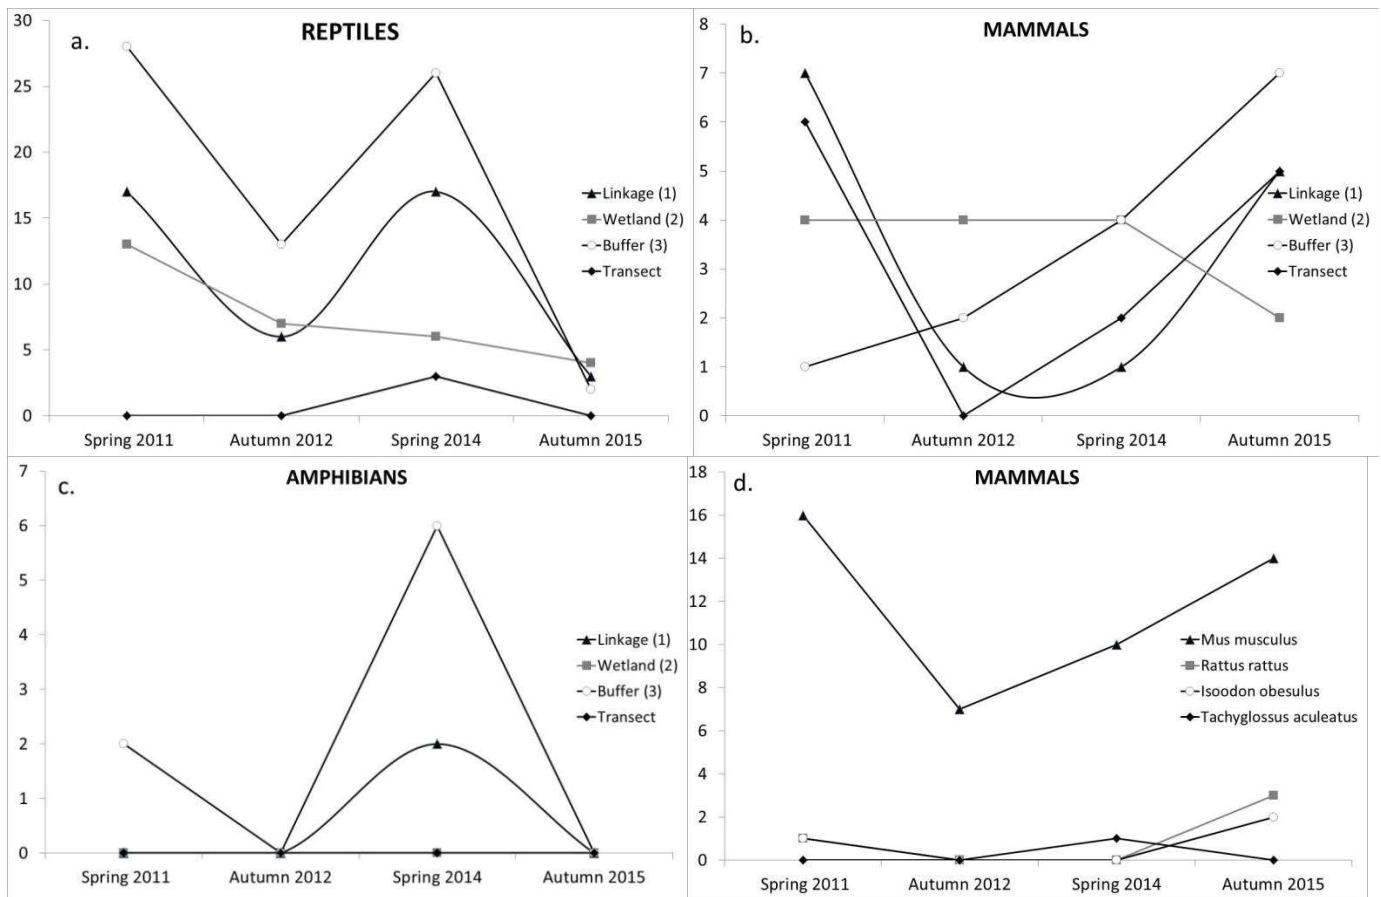 a.
REPTILES
30
25
20
15
10
5
0
Linkage (1)
Wetland (2)
Buffer (3)
Transect
Spring 2011 Autumn 2012 Spring 2014 Autumn 2015
b.
MAMMALS
8
7
6
5
4
3
2
1
0
Linkage (1)
Wetland (2)
Buffer (3)
Transect
Spring 2011 Autumn 2012 Spring 2014 Autumn 2015
c.
AMPHIBIANS
7
6
5
4
3
2
1
0
Linkage (1)
Wetland (2)
Buffer (3)
Transect
Spring 2011 Autumn 2012 Spring 2014 Autumn 2015
d.
MAMMALS
18
16
14
12
10
8
6
4
2
0
Mus musculus
Rattus rattus
Isoodon obesulus
Tachyglossus aculeatus
Spring 2011 Autumn 2012 Spring 2014 Autumn 2015